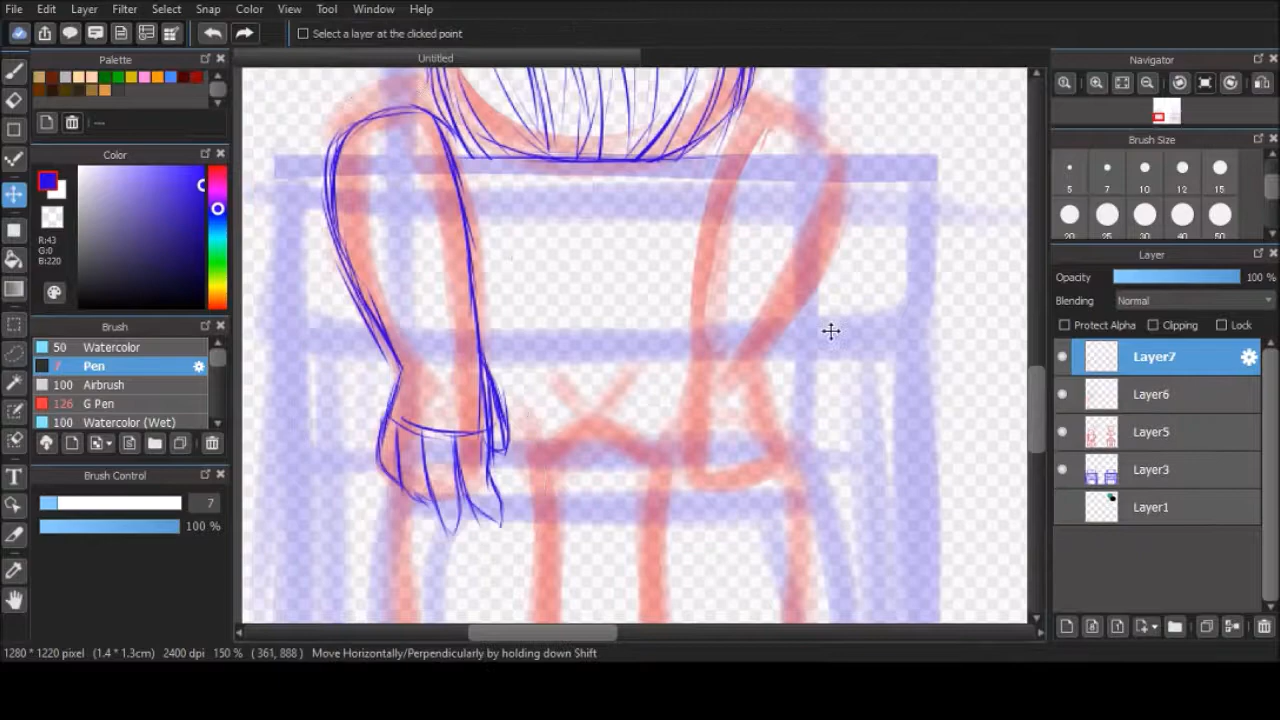 File Edit Layer Filter Select Snap Color View Tool Window Help
Select a layer at the clicked point
Palette
Untitled
Navigator
---
Brush Size
Color
5 7 10 12 15
R:43
G:0
B:220
20 25 30 40 50
Layer
Opacity 100 %
Blending Normal
Protect Alpha Clipping Lock
Brush
50 Watercolor
7 Pen
100 Airbrush
126 G Pen
100 Watercolor (Wet)
Layer7
Layer6
Layer5
Layer3
Layer1
Brush Control
7
100 %
1280 * 1220 pixel (1.4 * 1.3cm) 2400 dpi 150 % ( 361, 888 ) Move Horizontally/Perpendicularly by holding down Shift